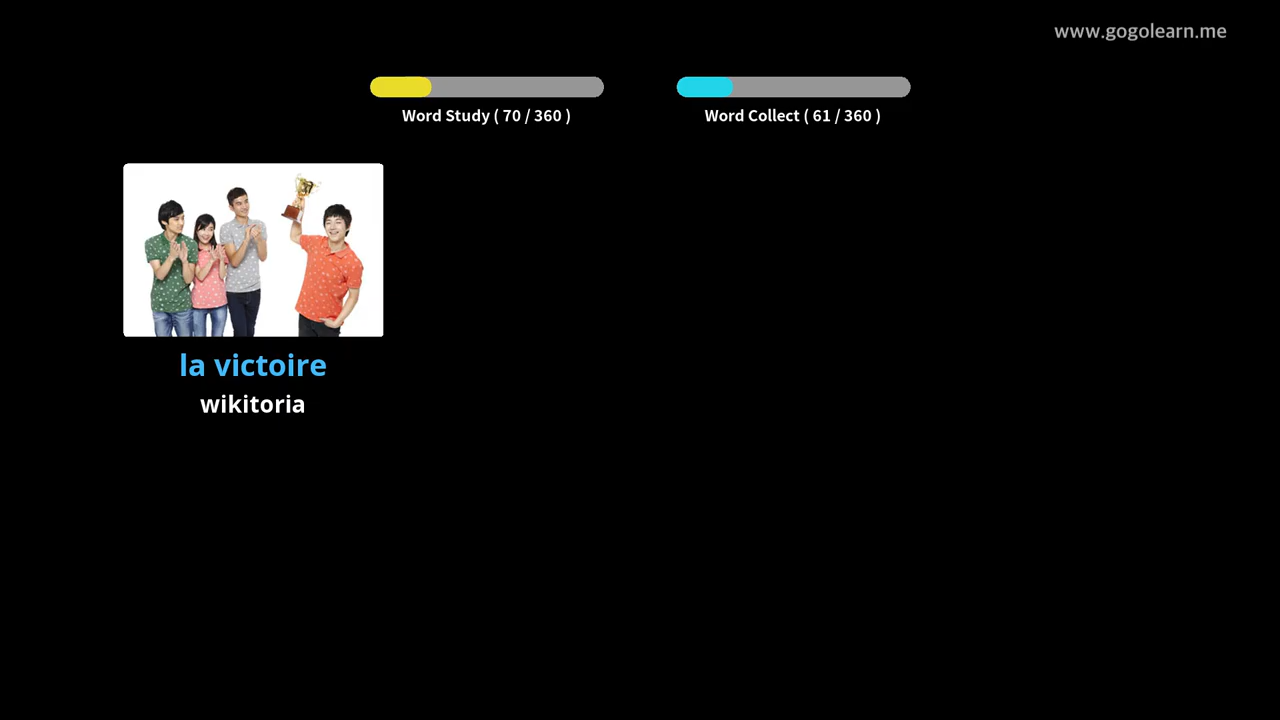 www.gogolearn.me
Word Study ( 70 / 360 )
Word Collect ( 61 / 360 )
la victoire
wikitoria